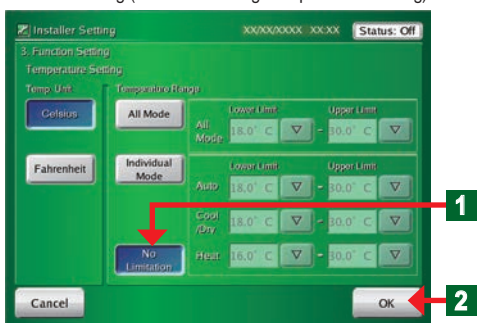 Installer Setting XX/XX/XXXX XX:XX Status: Off
3. Function Setting
Temperature Setting
Temp. Unit Temperature Range
Celsius
Fahrenheit
All Mode
Lower Limit Upper Limit
All Mode 18.0° C - 30.0° C
Individual Mode
Lower Limit Upper Limit
Auto 18.0° C - 30.0° C
Cool /Dry 18.0° C - 30.0° C
No Limitation
Heat 16.0° C - 30.0° C
1
Cancel OK 2